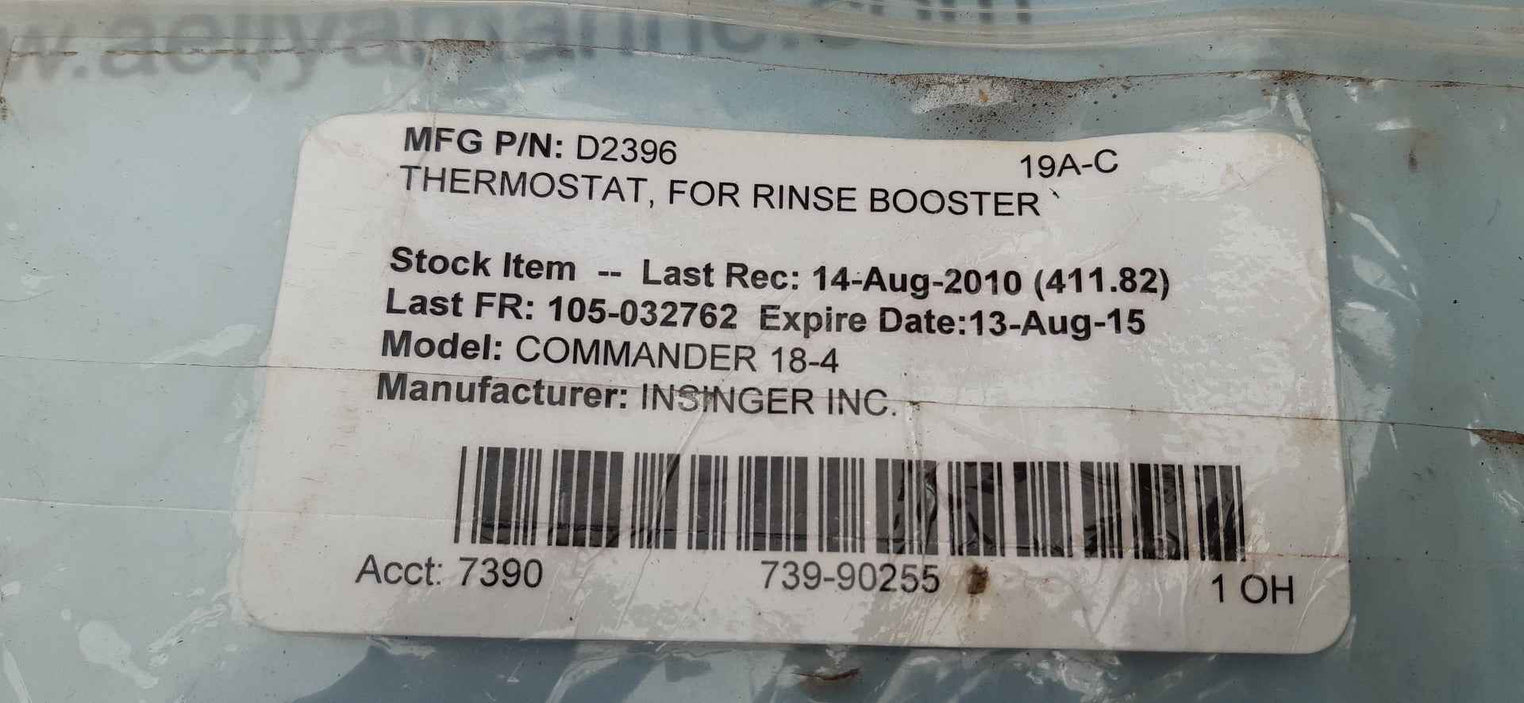 MFG P/N: D2396 19A-C
THERMOSTAT, FOR RINSE BOOSTER `
Stock Item -- Last Rec: 14-Aug-2010 (411.82)
Last FR: 105-032762 Expire Date:13-Aug-15
Model: COMMANDER 18-4
Manufacturer: INSINGER INC.
Acct: 7390 739-90255 1 OH